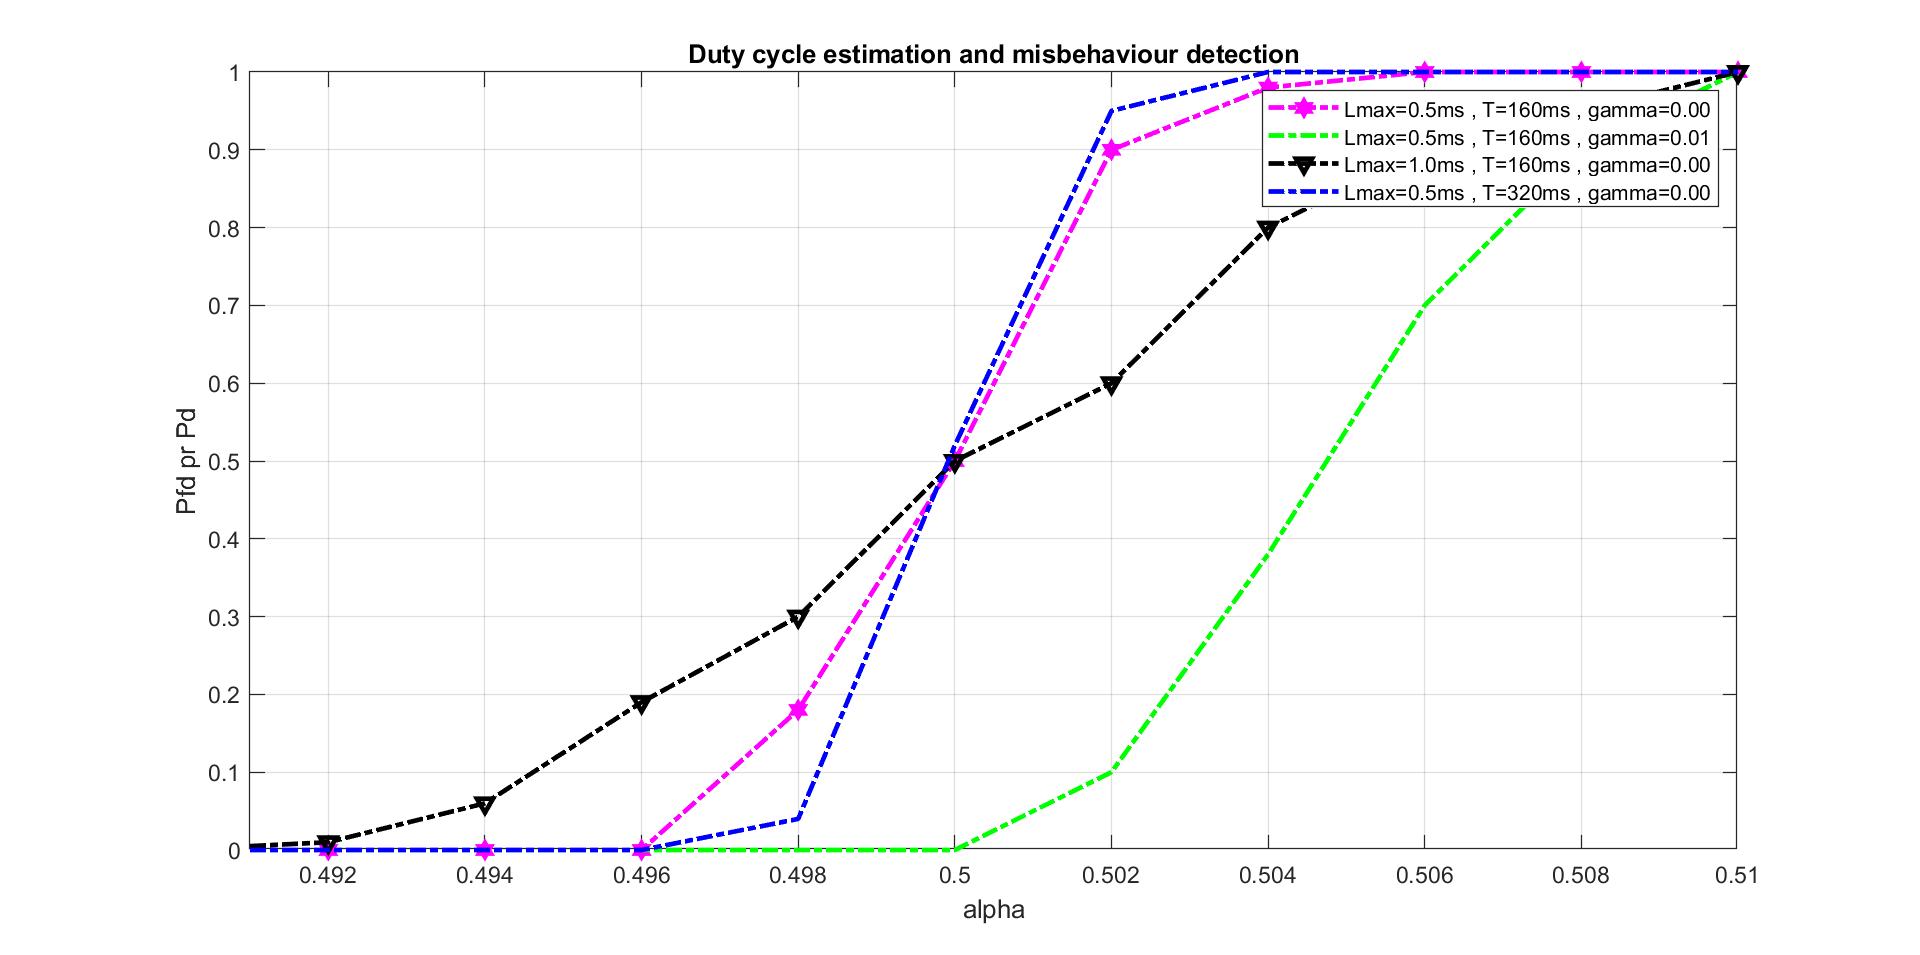 Duty cycle estimation and misbehaviour detection
1
0.9
0.8
0.7
0.6
0.5
0.4
0.3
0.2
0.1
0
Pfd pr Pd
Lmax=0.5ms , T=160ms , gamma=0.00
Lmax=0.5ms , T=160ms , gamma=0.01
Lmax=1.0ms , T=160ms , gamma=0.00
Lmax=0.5ms , T=320ms , gamma=0.00
0.492 0.494 0.496 0.498 0.5 0.502 0.504 0.506 0.508 0.51
alpha